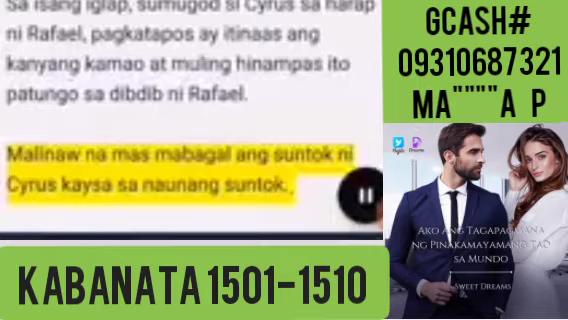 Sa isang iglap, sumugod si Cyrus sa harap
ni Rafael, pagkatapos ay itinaas ang
kanyang kamao at muling hinampas ito
patungo sa dibdib ni Rafael.
Malinaw na mas mabagal ang suntok ni
Cyrus kaysa sa naunang suntok.
KABANATA 1501-1510
GCASH#
09310687321
MA""""A P
AKO ANG TAGAPAGMANA
NG PINAKAMAYAMANG TAO
SA MUNDO
SWEET DREAMS